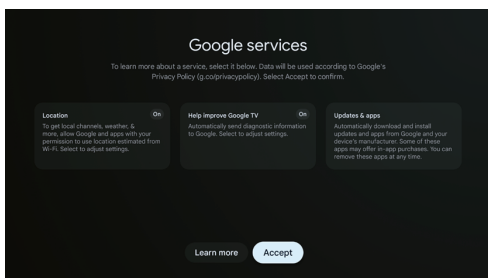 Google services
To learn more about a service, select it below. Data will be used according to Google's
Privacy Policy (g.co/privacypolicy). Select Accept to confirm.
Location
On
To get local channels, weather, &
more, allow Google and apps with your
permission to use location estimated from
Wi-Fi. Select to adjust settings.
Help improve Google TV
On
Automatically send diagnostic information
to Google. Select to adjust settings.
Updates & apps
Automatically download and install
updates and apps from Google and your
device's manufacturer. Some of these
apps may offer in-app purchases. You can
remove these apps at any time.
Learn more
Accept